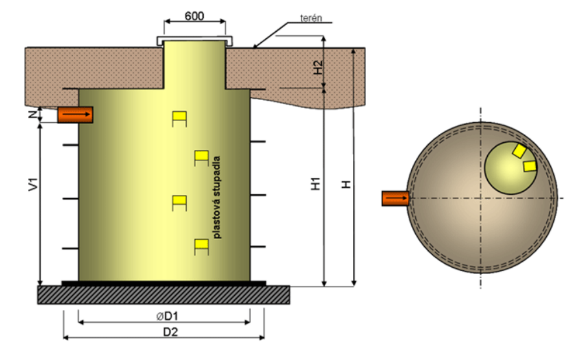 600
terén
H2
N
V1
plastová stupadla
H1
H
ØD1
D2